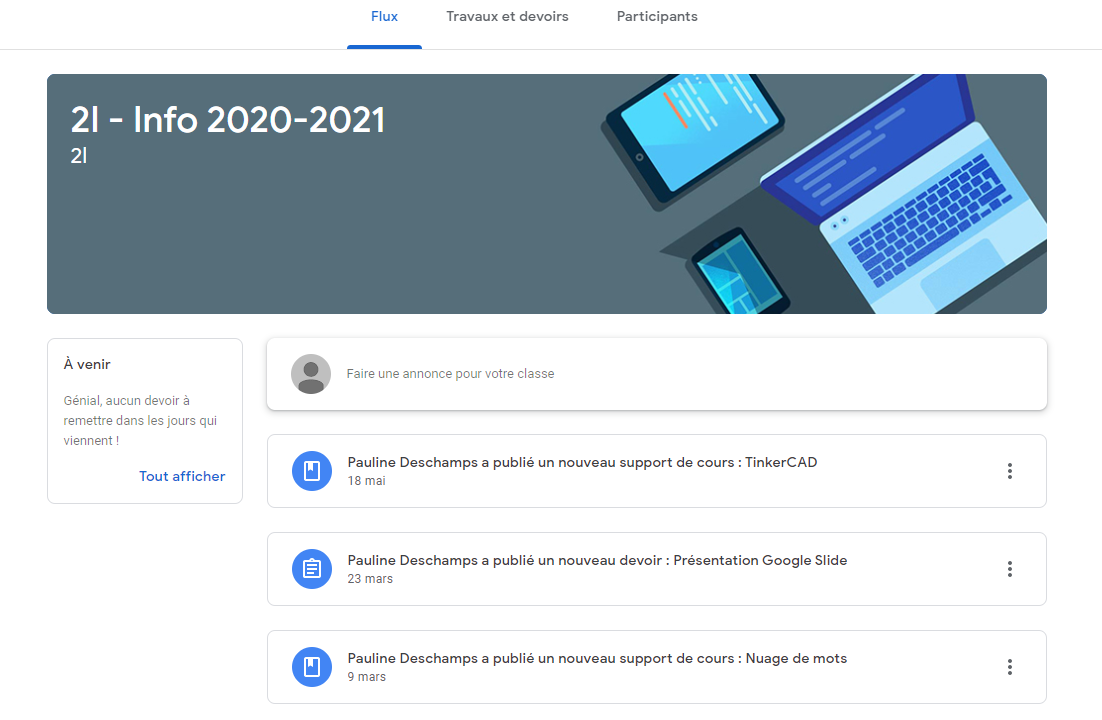 Flux Travaux et devoirs Participants
2I - Info 2020-2021
2I
À venir
Génial, aucun devoir à
remettre dans les jours qui
viennent !
Tout afficher
Faire une annonce pour votre classe
Pauline Deschamps a publié un nouveau support de cours : TinkerCAD
18 mai
Pauline Deschamps a publié un nouveau devoir : Présentation Google Slide
23 mars
Pauline Deschamps a publié un nouveau support de cours : Nuage de mots
9 mars